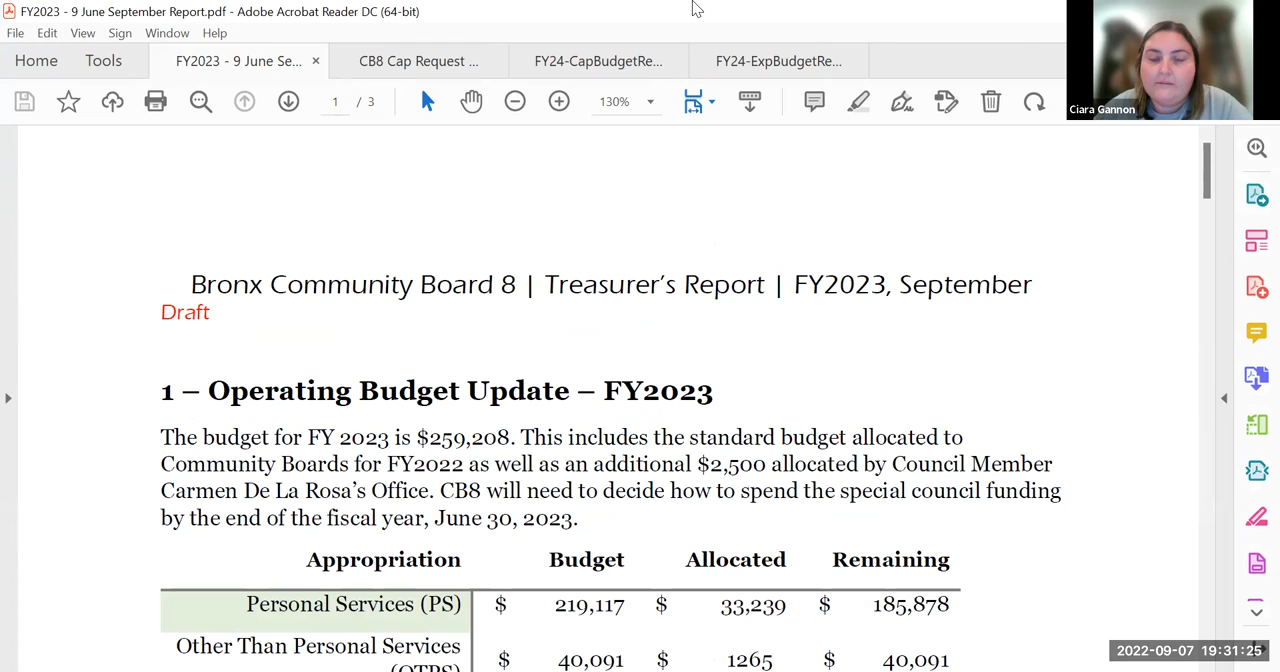 FY2023 - 9 June September Report.pdf - Adobe Acrobat Reader DC (64-bit)
File Edit View Sign Window Help
Home Tools FY2023 - 9 June Se... × CB8 Cap Request ... FY24-CapBudgetRe... FY24-ExpBudgetRe...
1 / 3 130%
Ciara Gannon
Bronx Community Board 8 | Treasurer's Report | FY2023, September
Draft
1 – Operating Budget Update – FY2023
The budget for FY 2023 is $259,208. This includes the standard budget allocated to
Community Boards for FY2022 as well as an additional $2,500 allocated by Council Member
Carmen De La Rosa's Office. CB8 will need to decide how to spend the special council funding
by the end of the fiscal year, June 30, 2023.
Appropriation Budget Allocated Remaining
Personal Services (PS) $ 219,117 $ 33,239 $ 185,878
Other Than Personal Services
(OTPS) $ 40,091 $ 1265 $ 40,091
2022-09-07 19:31:25